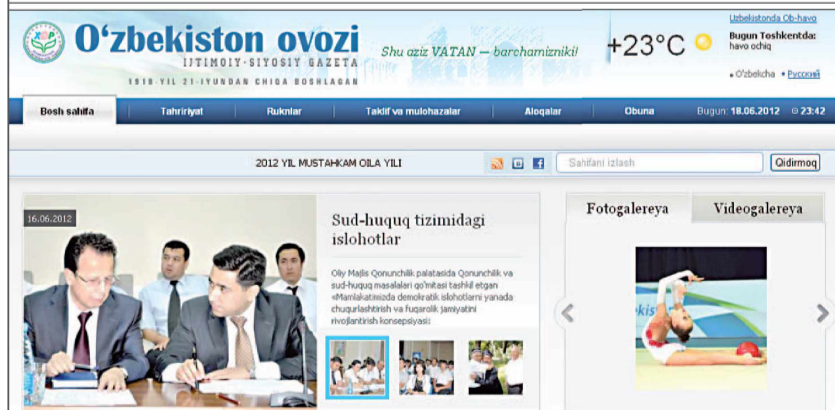 O'zbekiston ovozi
IJTIMOIY-SIYOSIY GAZETA
1918-YIL 21-IYUNDAN CHIQA BOSHLAGAN
Shu aziz VATAN — barchamizniki!
+23°C
Uzbekistonda Ob-havo
Bugun Toshkentda:
havo ochiq
• O'zbekcha • Русский
Bosh sahifa Tahririyat Ruknlar Taklif va mulohazalar Aloqalar Obuna Bugun: 18.06.2012 23:42
2012 YIL MUSTAHKAM OILA YILI
Sahifani izlash
Qidirmoq
16.06.2012
Sud-huquq tizimidagi
islohotlar
Oliy Majlis Qonunchilik palatasida Qonunchilik va
sud-huquq masalalari qo'mitasi tashkil etgan
«Mamlakatimizda demokratik islohotlarni yanada
chuqurlashtirish va fuqarolik jamiyatini
rivojlantirish konsepsiyasi:
Fotogalereya Videogalereya